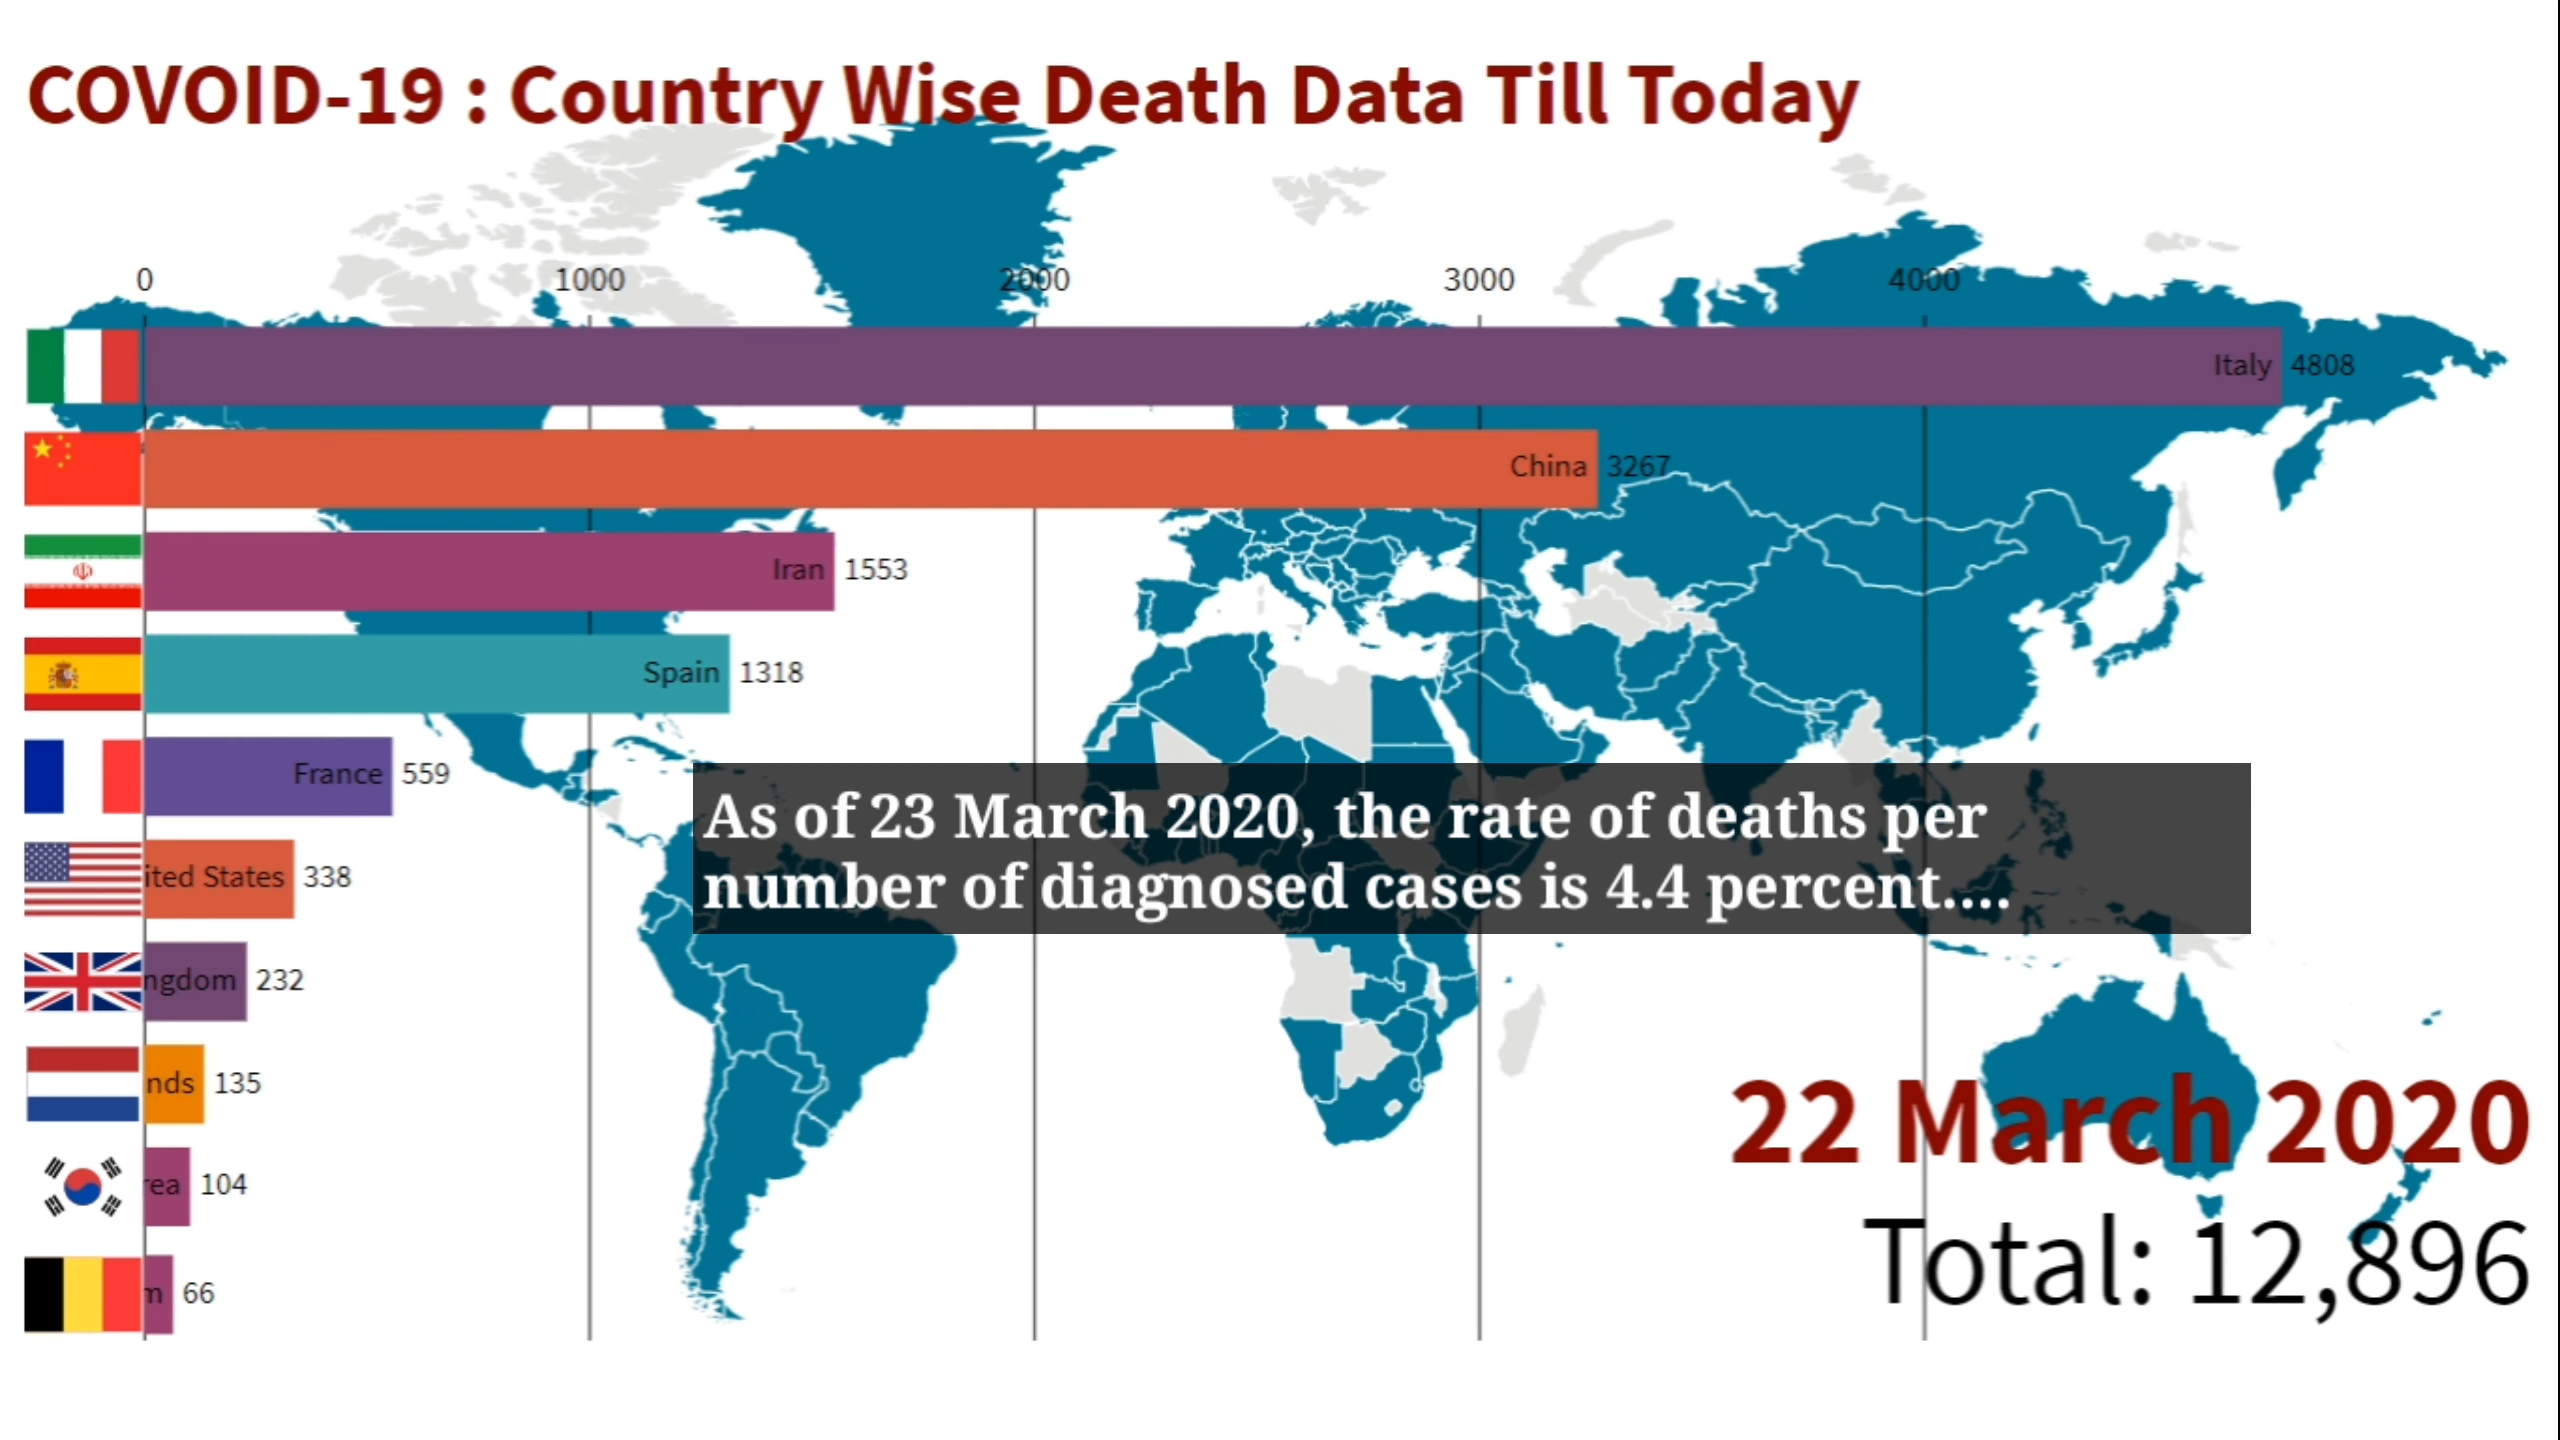 COVOID-19 : Country Wise Death Data Till Today
0 1000 2000 3000 4000
Italy 4808
China 3267
Iran 1553
Spain 1318
France 559
ited States 338
ngdom 232
nds 135
rea 104
m 66
As of 23 March 2020, the rate of deaths per
number of diagnosed cases is 4.4 percent....
22 March 2020
Total: 12,896